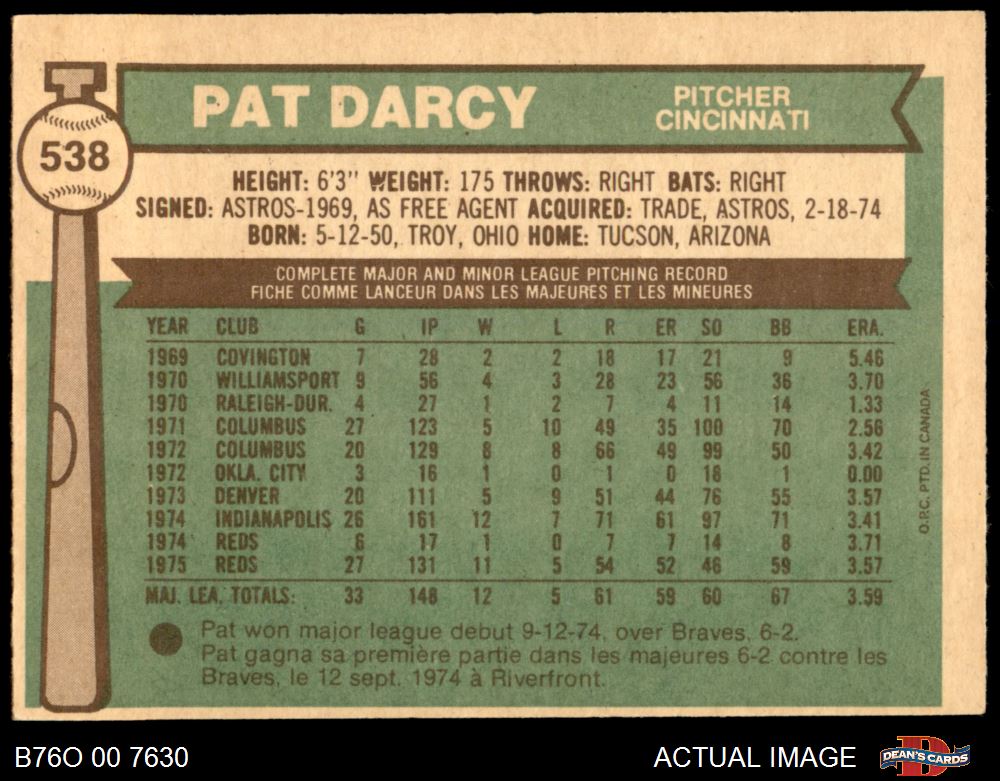 538
PAT DARCY
PITCHER
CINCINNATI
HEIGHT: 6'3" WEIGHT: 175 THROWS: RIGHT BATS: RIGHT
SIGNED: ASTROS-1969, AS FREE AGENT ACQUIRED: TRADE, ASTROS, 2-18-74
BORN: 5-12-50, TROY, OHIO HOME: TUCSON, ARIZONA
COMPLETE MAJOR AND MINOR LEAGUE PITCHING RECORD
FICHE COMME LANCEUR DANS LES MAJEURES ET LES MINEURES
YEAR CLUB G IP W L R ER SO BB ERA.
1969 COVINGTON 7 28 2 2 18 17 21 9 5.46
1970 WILLIAMSPORT 9 56 4 3 28 23 56 36 3.70
1970 RALEIGH-DUR. 4 27 1 2 7 4 11 14 1.33
1971 COLUMBUS 27 123 5 10 49 35 100 70 2.56
1972 COLUMBUS 20 129 8 8 66 49 99 50 3.42
1972 OKLA. CITY 3 16 1 0 1 0 18 1 0.00
1973 DENVER 20 111 5 9 51 44 76 55 3.57
1974 INDIANAPOLIS 26 161 12 7 71 61 97 71 3.41
1974 REDS 6 17 1 0 7 7 14 8 3.71
1975 REDS 27 131 11 5 54 52 46 59 3.57
MAJ. LEA. TOTALS: 33 148 12 5 61 59 60 67 3.59
Pat won major league debut 9-12-74, over Braves, 6-2.
Pat gagna sa première partie dans les majeures 6-2 contre les
Braves, le 12 sept. 1974 à Riverfront.
O.P.C. PTD. IN CANADA
B76O 00 7630
ACTUAL IMAGE
DEAN'S CARDS